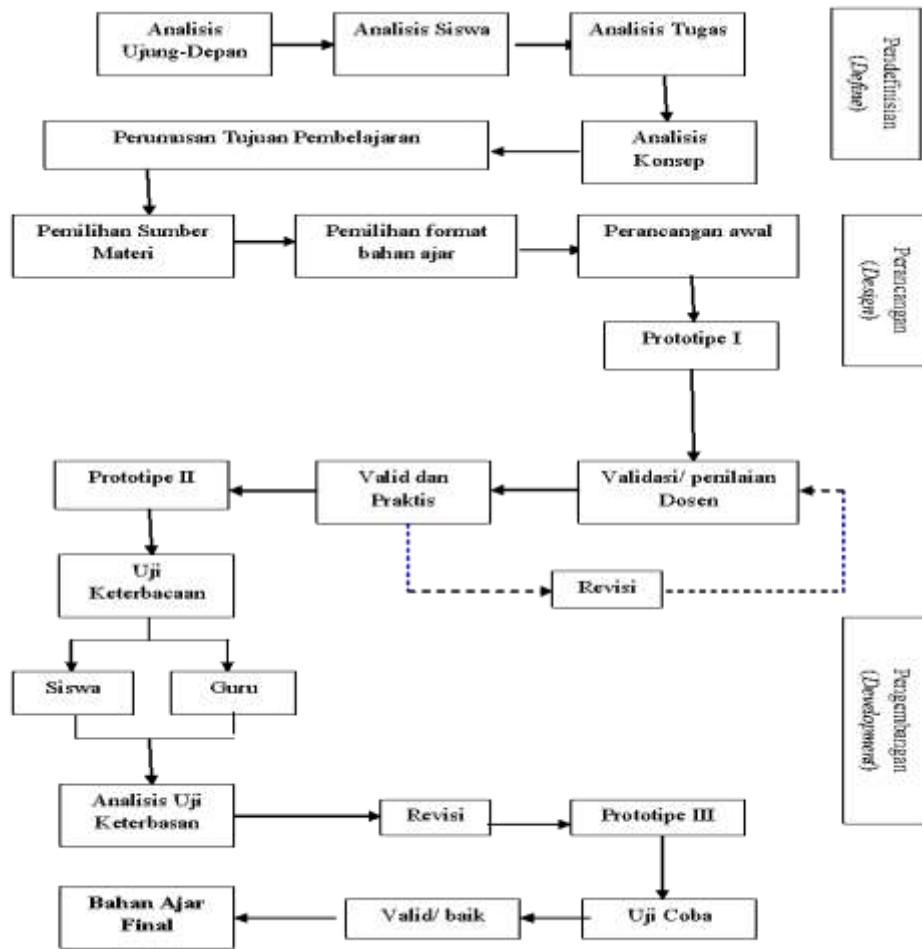 Analisis
Ujung-Depan
Analisis Siswa
Analisis Tugas
Pendefinisian
(Define)
Perumusan Tujuan Pembelajaran
Analisis
Konsep
Pemilihan Sumber
Materi
Pemilihan format
bahan ajar
Perancangan awal
Perancangan
(Design)
Prototipe I
Prototipe II
Valid dan
Praktis
Validasi/ penilaian
Dosen
Uji
Keterbacaan
Revisi
Siswa
Guru
Pengembangan
(Development)
Analisis Uji
Keterbasan
Revisi
Prototipe III
Bahan Ajar
Final
Valid/ baik
Uji Coba